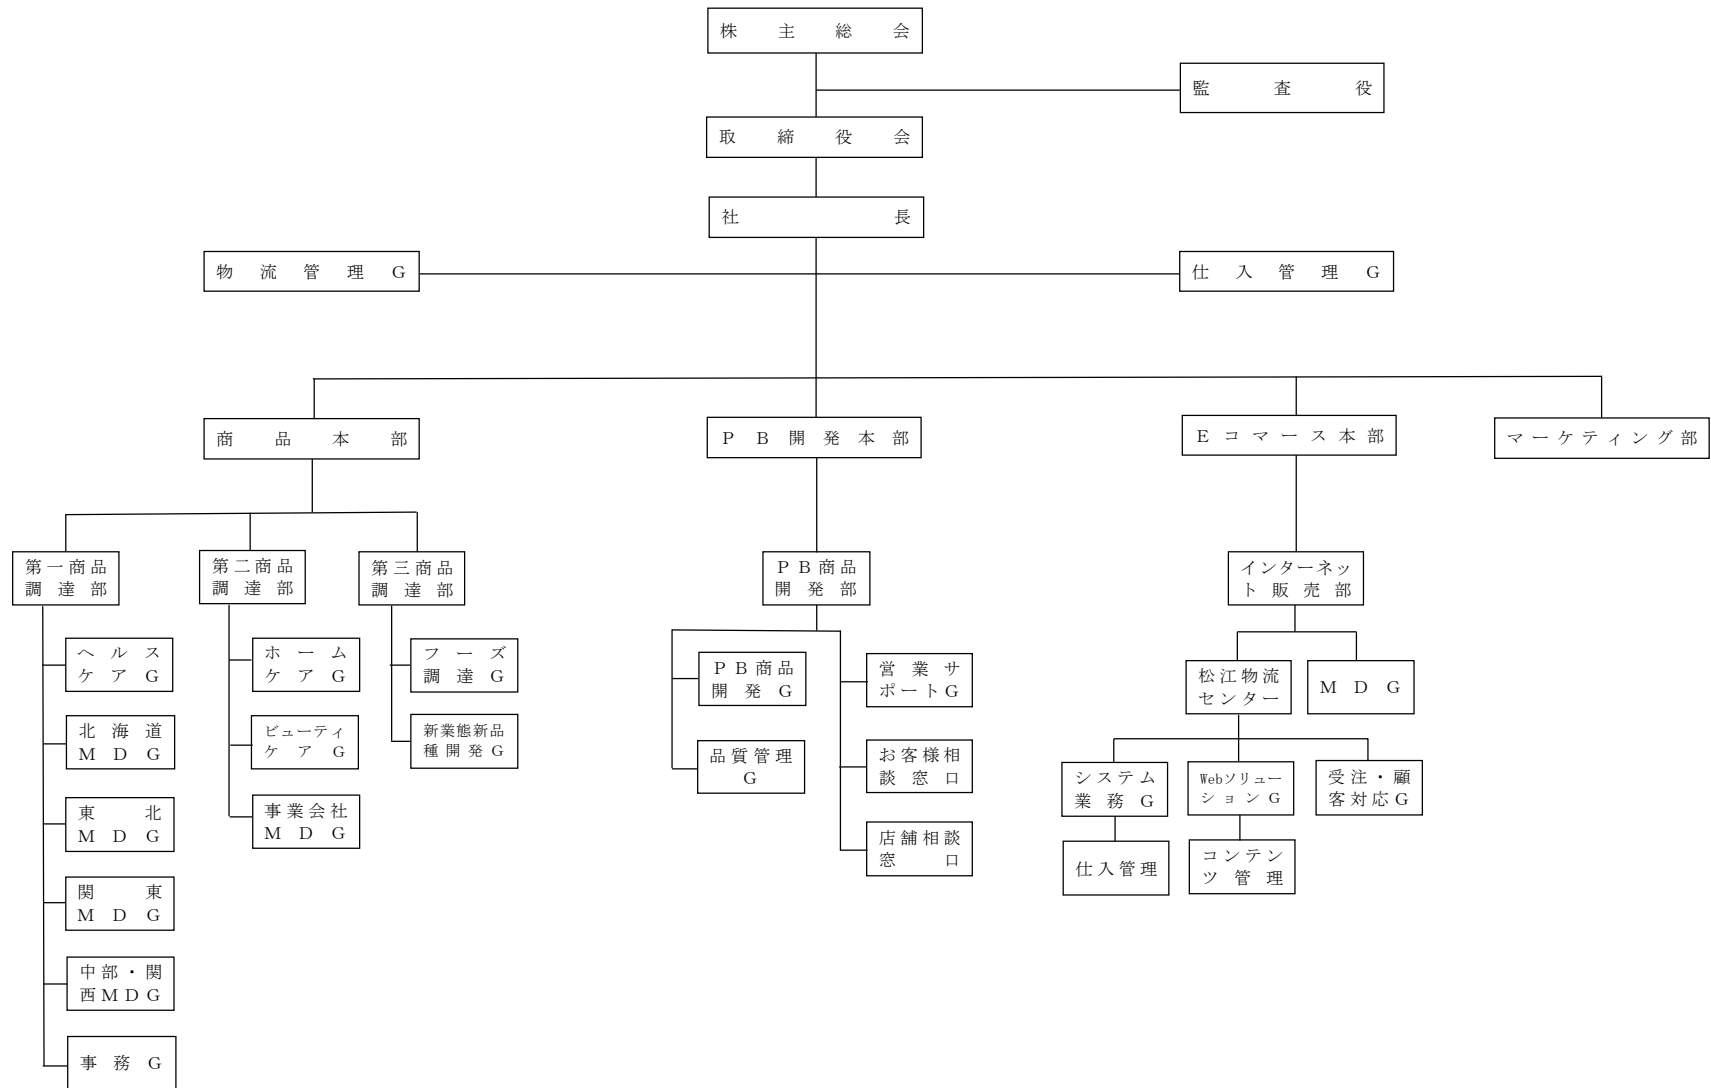 株主総会
監査役
取締役会
社長
物流管理G
仕入管理G
商品本部
PB開発本部
Eコマース本部
マーケティング部
第一商品
調達部
第二商品
調達部
第三商品
調達部
PB商品
開発部
インターネッ
ト販売部
ヘルス
ケアG
北海道
MDG
東北
MDG
関東
MDG
中部・関
西MDG
事務G
ホーム
ケアG
ビューティ
ケアG
事業会社
MDG
フーズ
調達G
新業態新品
種開発G
PB商品
開発G
品質管理
G
営業サ
ポートG
お客様相
談窓口
店舗相談
窓口
松江物流
センター
MDG
システム
業務G
Webソリュー
ションG
受注・顧
客対応G
仕入管理
コンテン
ツ管理